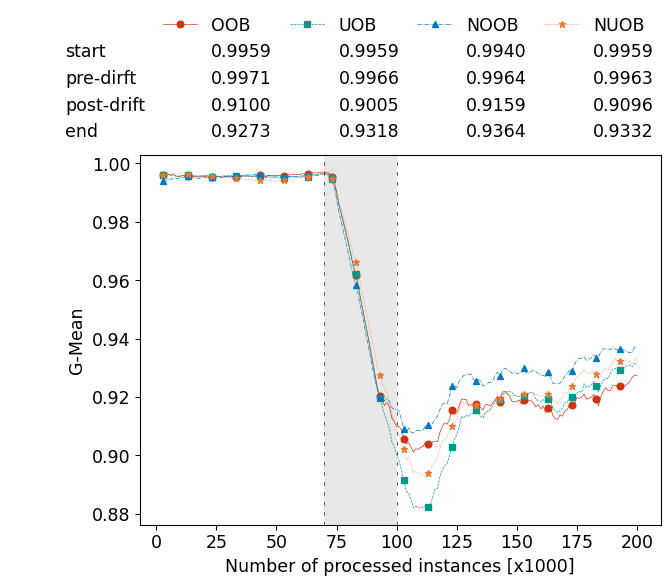 OOB UOB NOOB NUOB
start 0.9959 0.9959 0.9940 0.9959
pre-dirft 0.9971 0.9966 0.9964 0.9963
post-drift 0.9100 0.9005 0.9159 0.9096
end 0.9273 0.9318 0.9364 0.9332
1.00
0.98
0.96
0.94
0.92
0.90
0.88
G-Mean
0 25 50 75 100 125 150 175 200
Number of processed instances [x1000]